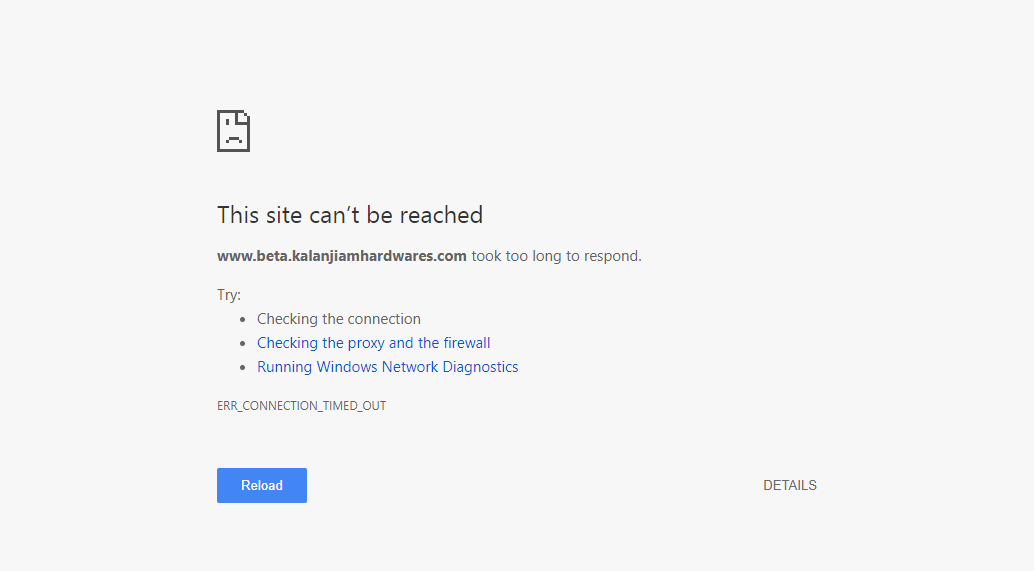 This site can’t be reached
www.beta.kalanjiamhardwares.com took too long to respond.
Try:
• Checking the connection
• Checking the proxy and the firewall
• Running Windows Network Diagnostics
ERR_CONNECTION_TIMED_OUT
Reload
DETAILS